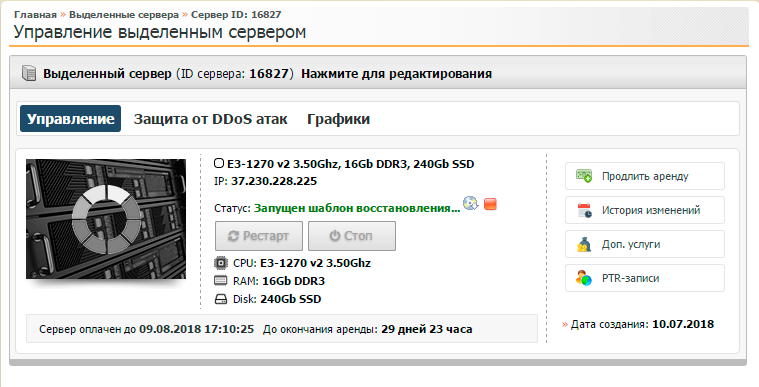 Главная » Выделенные сервера » Сервер ID: 16827
Управление выделенным сервером
Выделенный сервер (ID сервера: 16827) Нажмите для редактирования
Управление Защита от DDoS атак Графики
E3-1270 v2 3.50Ghz, 16Gb DDR3, 240Gb SSD
IP: 37.230.228.225
Статус: Запущен шаблон восстановления...
Рестарт Стоп
CPU: E3-1270 v2 3.50Ghz
RAM: 16Gb DDR3
Disk: 240Gb SSD
Продлить аренду
История изменений
Доп. услуги
PTR-записи
Сервер оплачен до 09.08.2018 17:10:25 До окончания аренды: 29 дней 23 часа
» Дата создания: 10.07.2018